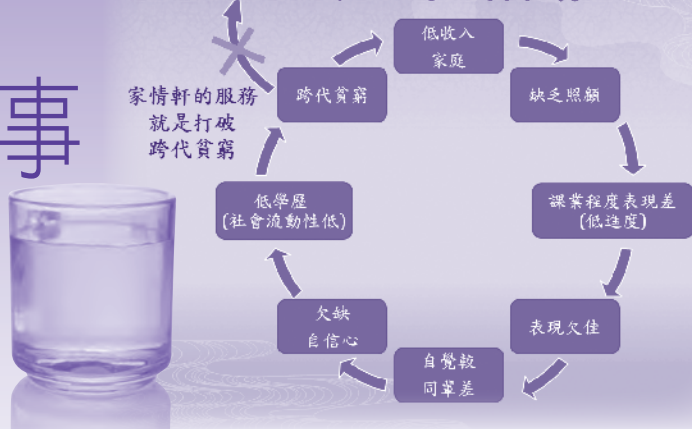 事
家情軒的服務
就是打破
跨代貧窮
低收入
家庭
缺乏照顧
課業程度表現差
(低進度)
表現欠佳
自覺較
同輩差
欠缺
自信心
低學歷
(社會流動性低)
跨代貧窮